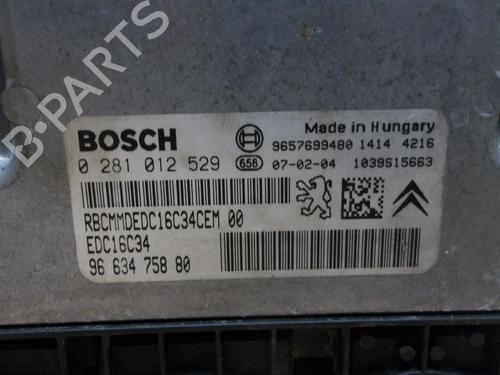 B-PARTS
BOSCH
Made in Hungary
9657699480 1414 4216
0 281 012 529 658 07-02-04 1039S15663
RBCMMDEDC16C34CEM 00
EDC16C34
96 634 758 80